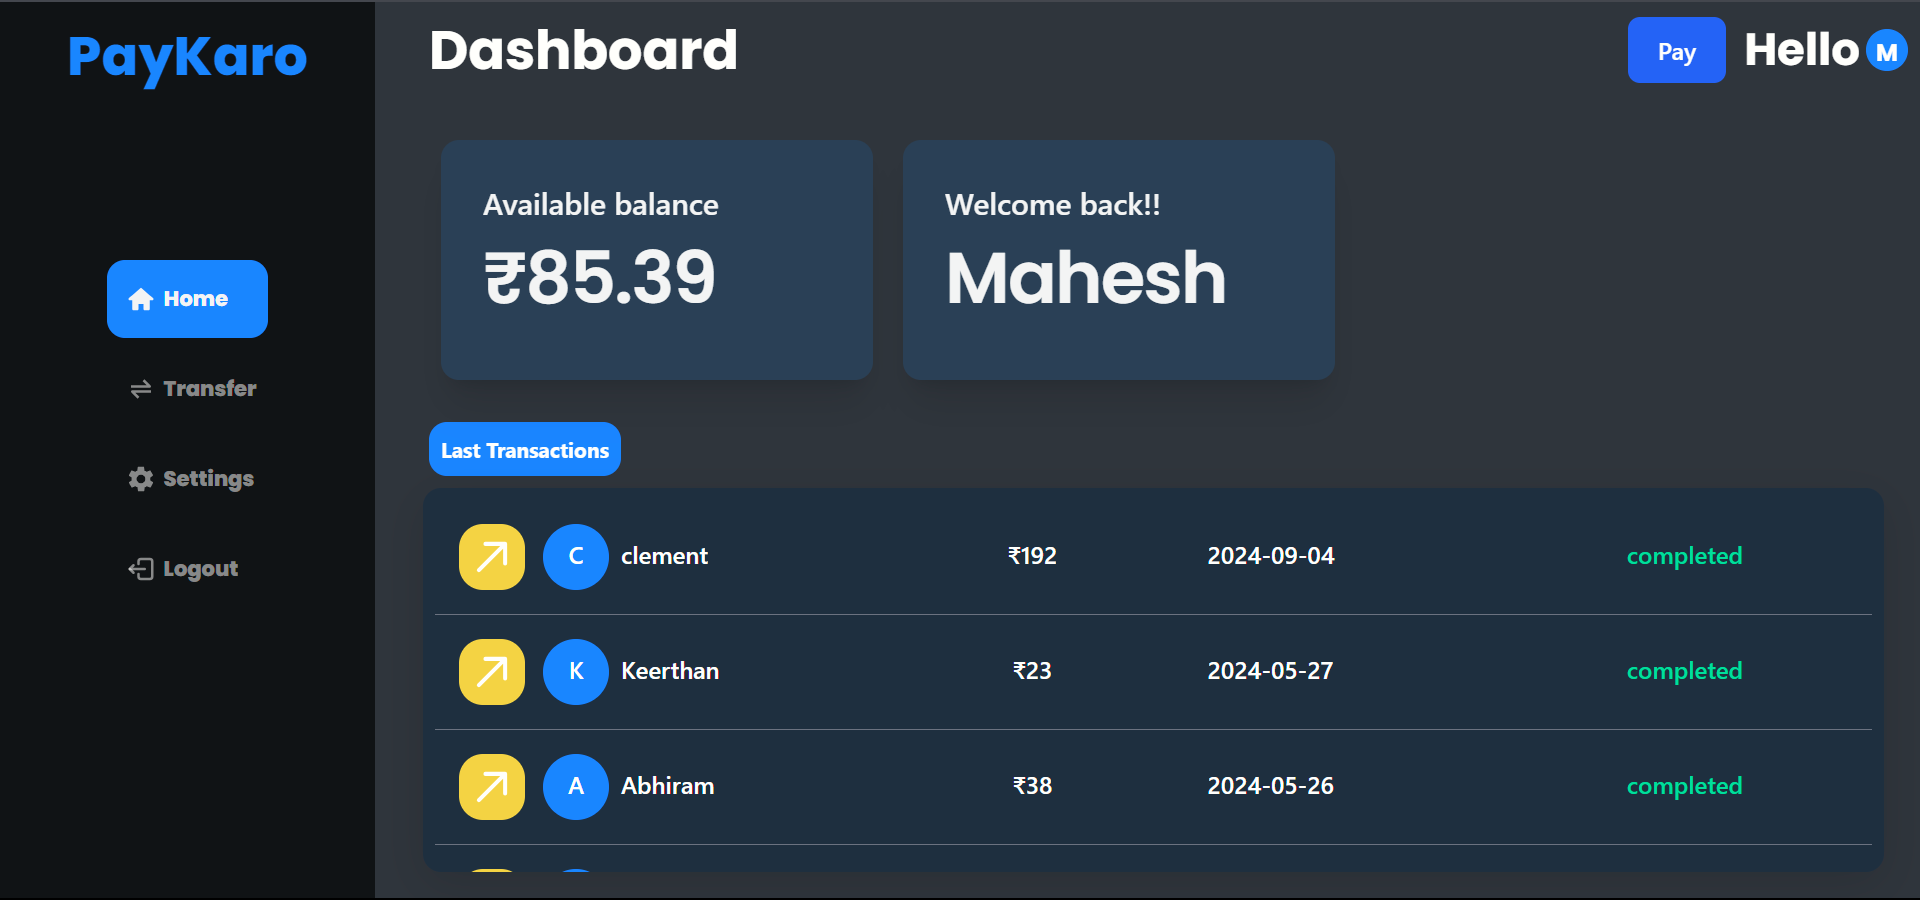 PayKaro
Home
Transfer
Settings
Logout
Dashboard
Pay
Hello M
Available balance
₹85.39
Welcome back!!
Mahesh
Last Transactions
C clement ₹192 2024-09-04 completed
K Keerthan ₹23 2024-05-27 completed
A Abhiram ₹38 2024-05-26 completed